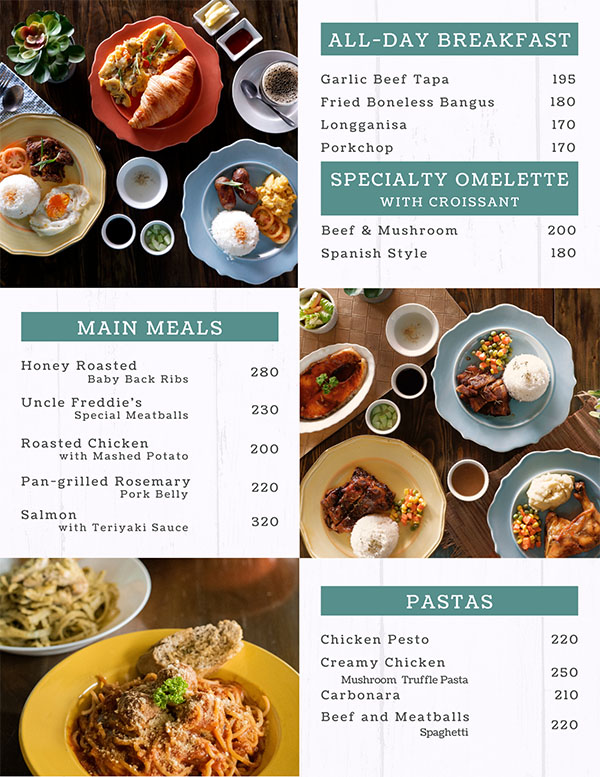 ALL-DAY BREAKFAST
Garlic Beef Tapa 195
Fried Boneless Bangus 180
Longganisa 170
Porkchop 170
SPECIALTY OMELETTE
WITH CROISSANT
Beef & Mushroom 200
Spanish Style 180
MAIN MEALS
Honey Roasted
Baby Back Ribs 280
Uncle Freddie's
Special Meatballs 230
Roasted Chicken
with Mashed Potato 200
Pan-grilled Rosemary
Pork Belly 220
Salmon
with Teriyaki Sauce 320
PASTAS
Chicken Pesto 220
Creamy Chicken
Mushroom Truffle Pasta 250
Carbonara 210
Beef and Meatballs
Spaghetti 220